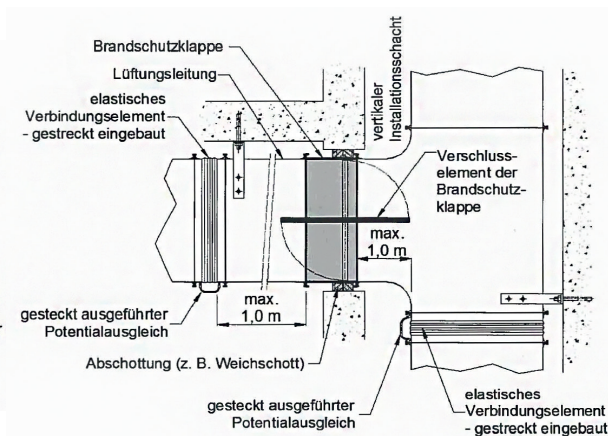 Brandschutzklappe
Lüftungsleitung
elastisches
Verbindungselement
- gestreckt eingebaut
vertikaler
Installationsschacht
Verschluss-
element der
Brandschutz-
klappe
max.
1,0 m
max.
1,0 m
gesteckt ausgeführter
Potentialausgleich
Abschottung (z. B. Weichschott)
gesteckt ausgeführter
Potentialausgleich
elastisches
Verbindungselement
- gestreckt eingebaut